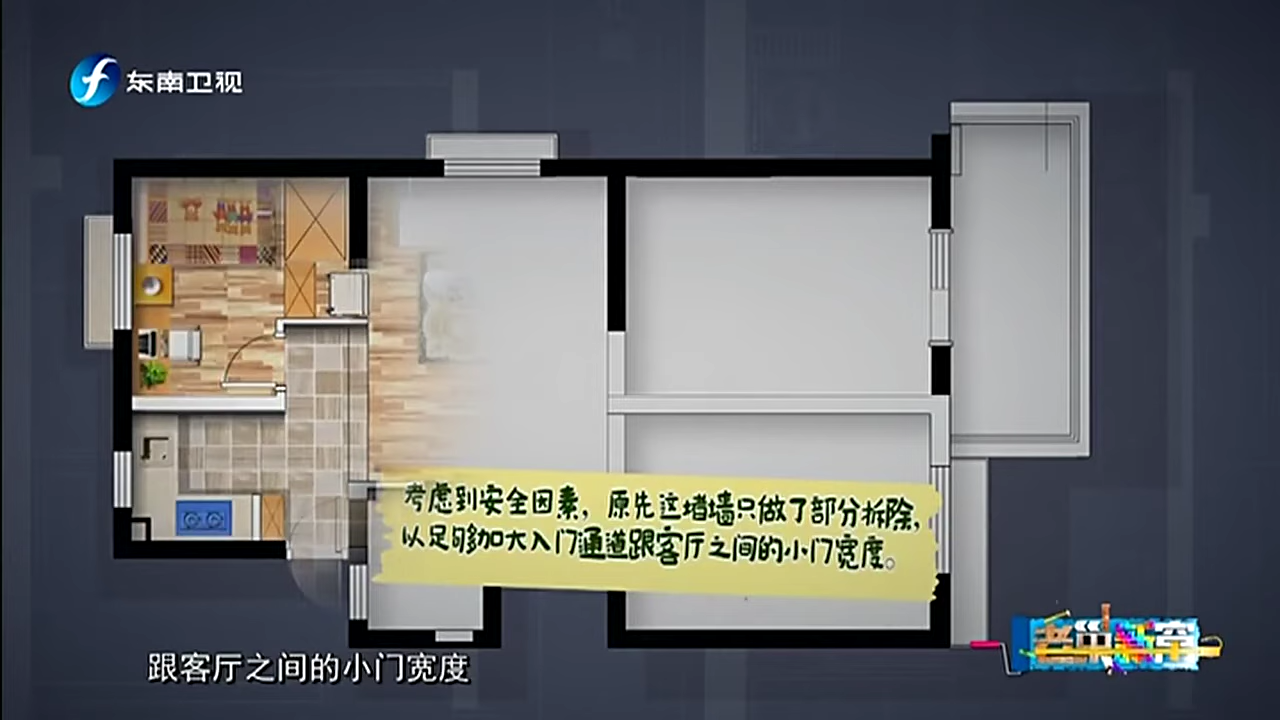 东南卫视
考虑到安全因素，原先这堵墙只做了部分拆除，
以足够加大入门通道跟客厅之间的小门宽度。
跟客厅之间的小门宽度